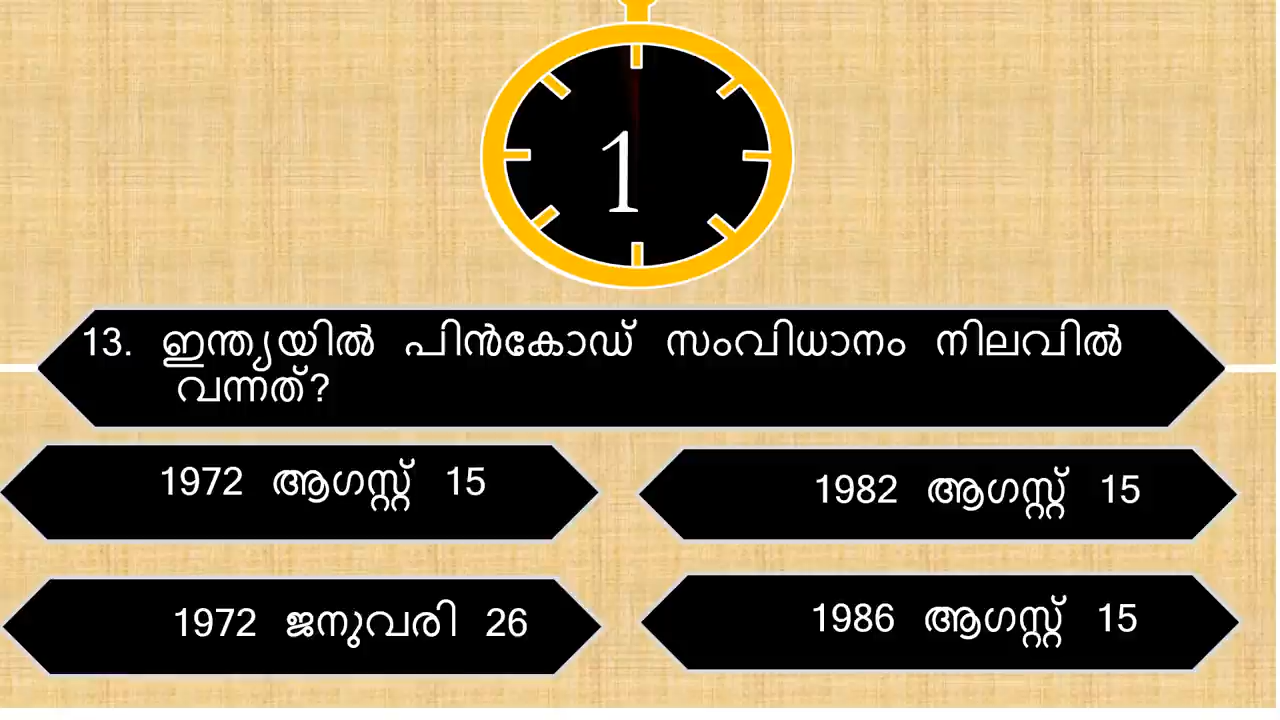 1
13. ഇന്ത്യയിൽ പിൻകോഡ് സംവിധാനം നിലവിൽ
വന്നത്?
1972 ആഗസ്റ്റ് 15
1982 ആഗസ്റ്റ് 15
1972 ജനുവരി 26
1986 ആഗസ്റ്റ് 15